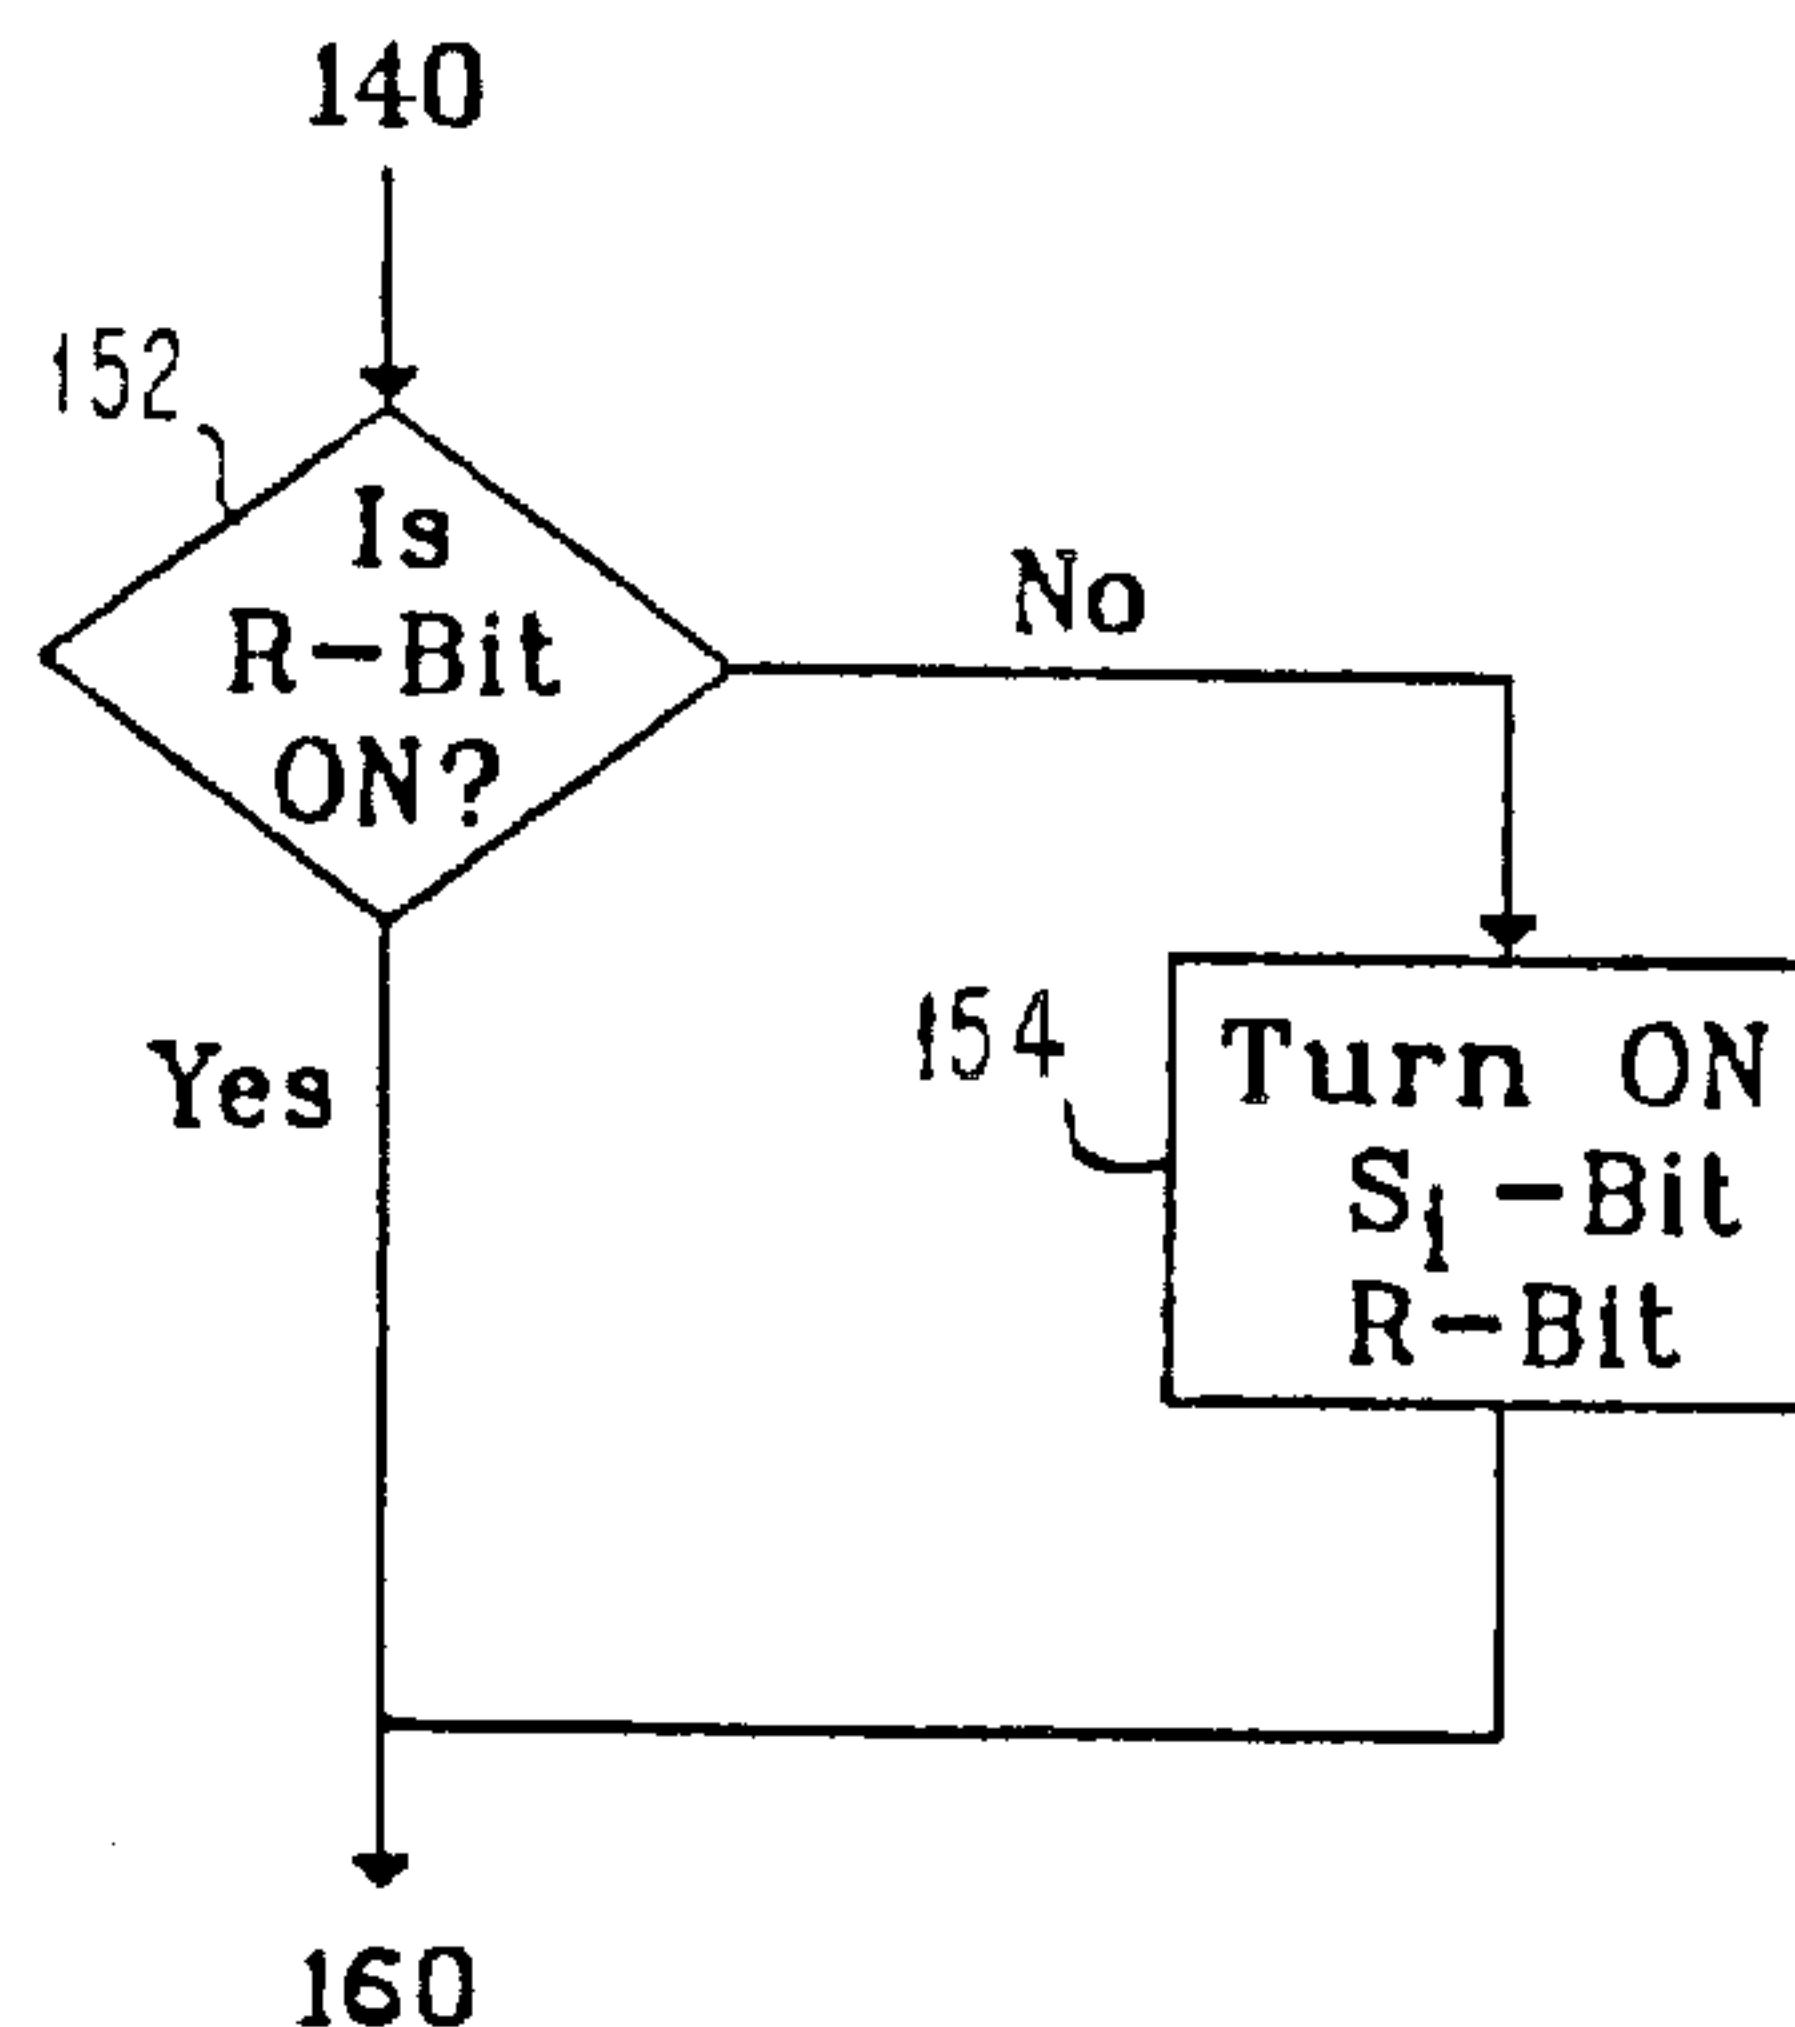 140
152
Is
R-Bit
ON?
No
Yes
154
Turn ON
S₁-Bit
R-Bit
160